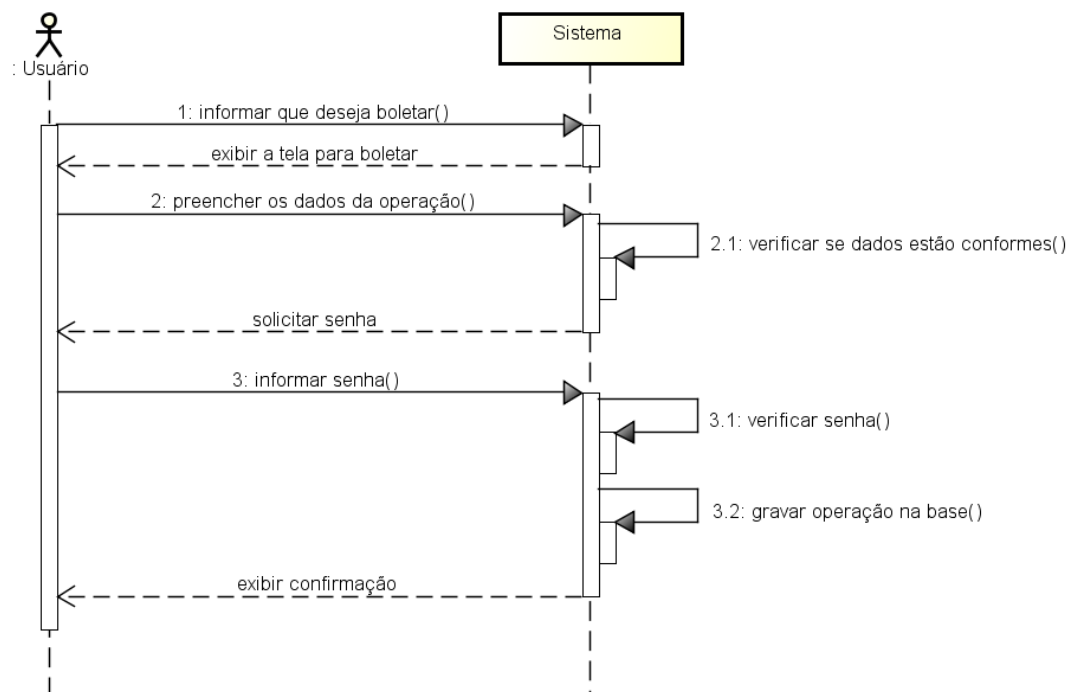 : Usuário
Sistema
1: informar que deseja boletar()
exibir a tela para boletar
2: preencher os dados da operação()
2.1: verificar se dados estão conformes()
solicitar senha
3: informar senha()
3.1: verificar senha()
3.2: gravar operação na base()
exibir confirmação